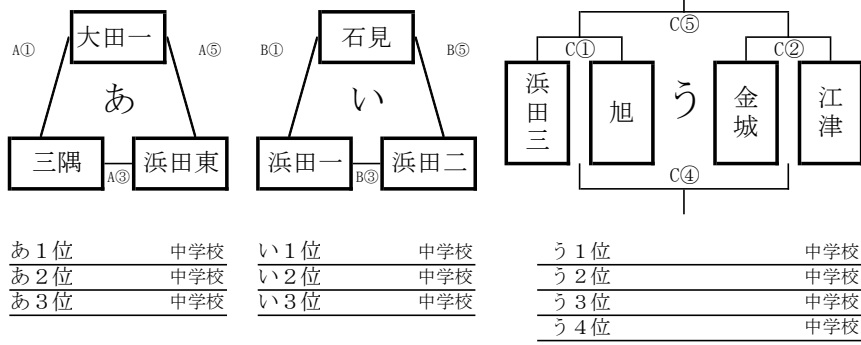 C⑤
A① 大田一 A⑤ B① 石見 B⑤
C① C②
あ い う
浜田三 旭 金城 江津
三隅 A③ 浜田東 浜田一 B③ 浜田二
C④
あ1位 中学校 い1位 中学校 う1位 中学校
あ2位 中学校 い2位 中学校 う2位 中学校
あ3位 中学校 い3位 中学校 う3位 中学校
う4位 中学校